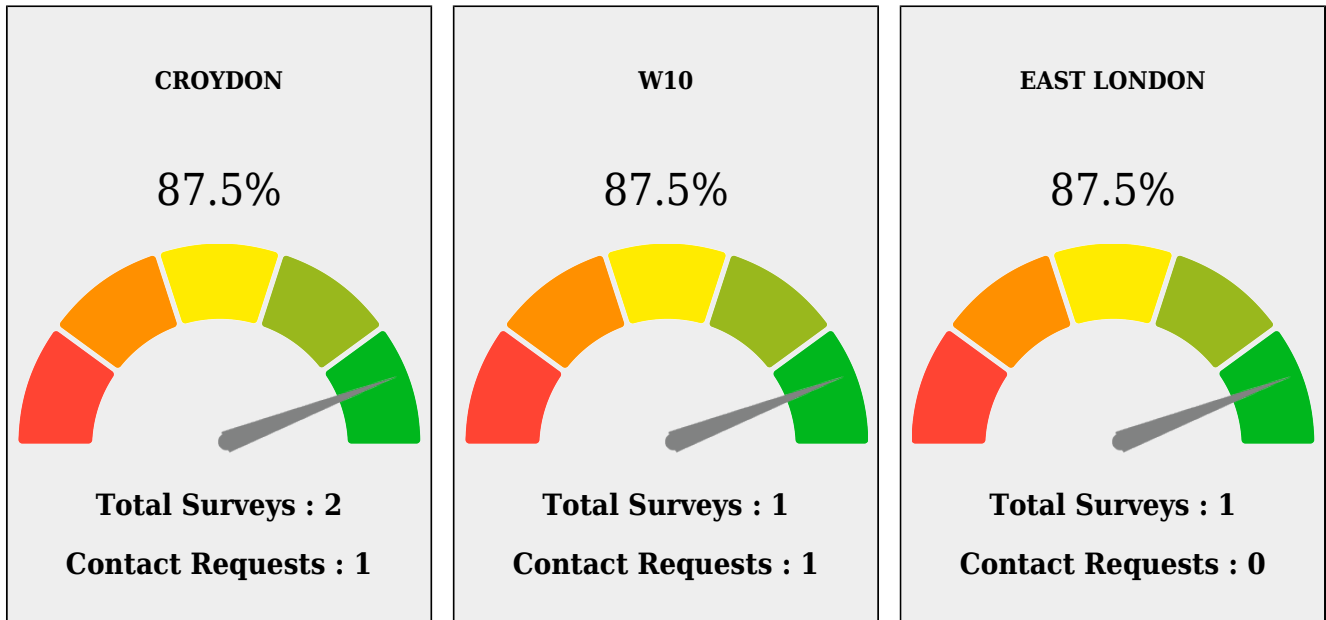 CROYDON
87.5%
Total Surveys : 2
Contact Requests : 1
W10
87.5%
Total Surveys : 1
Contact Requests : 1
EAST LONDON
87.5%
Total Surveys : 1
Contact Requests : 0